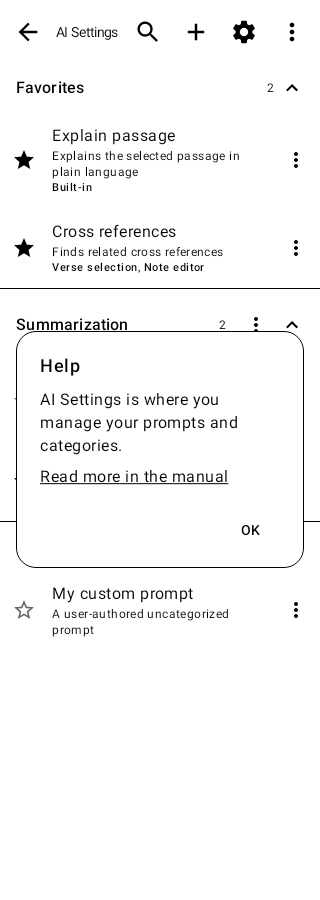 AI Settings
Favorites
2
Explain passage
Explains the selected passage in
plain language
Built-in
Cross references
Finds related cross references
Verse selection, Note editor
Summarization
2
Help
AI Settings is where you
manage your prompts and
categories.
Read more in the manual
OK
My custom prompt
A user-authored uncategorized
prompt